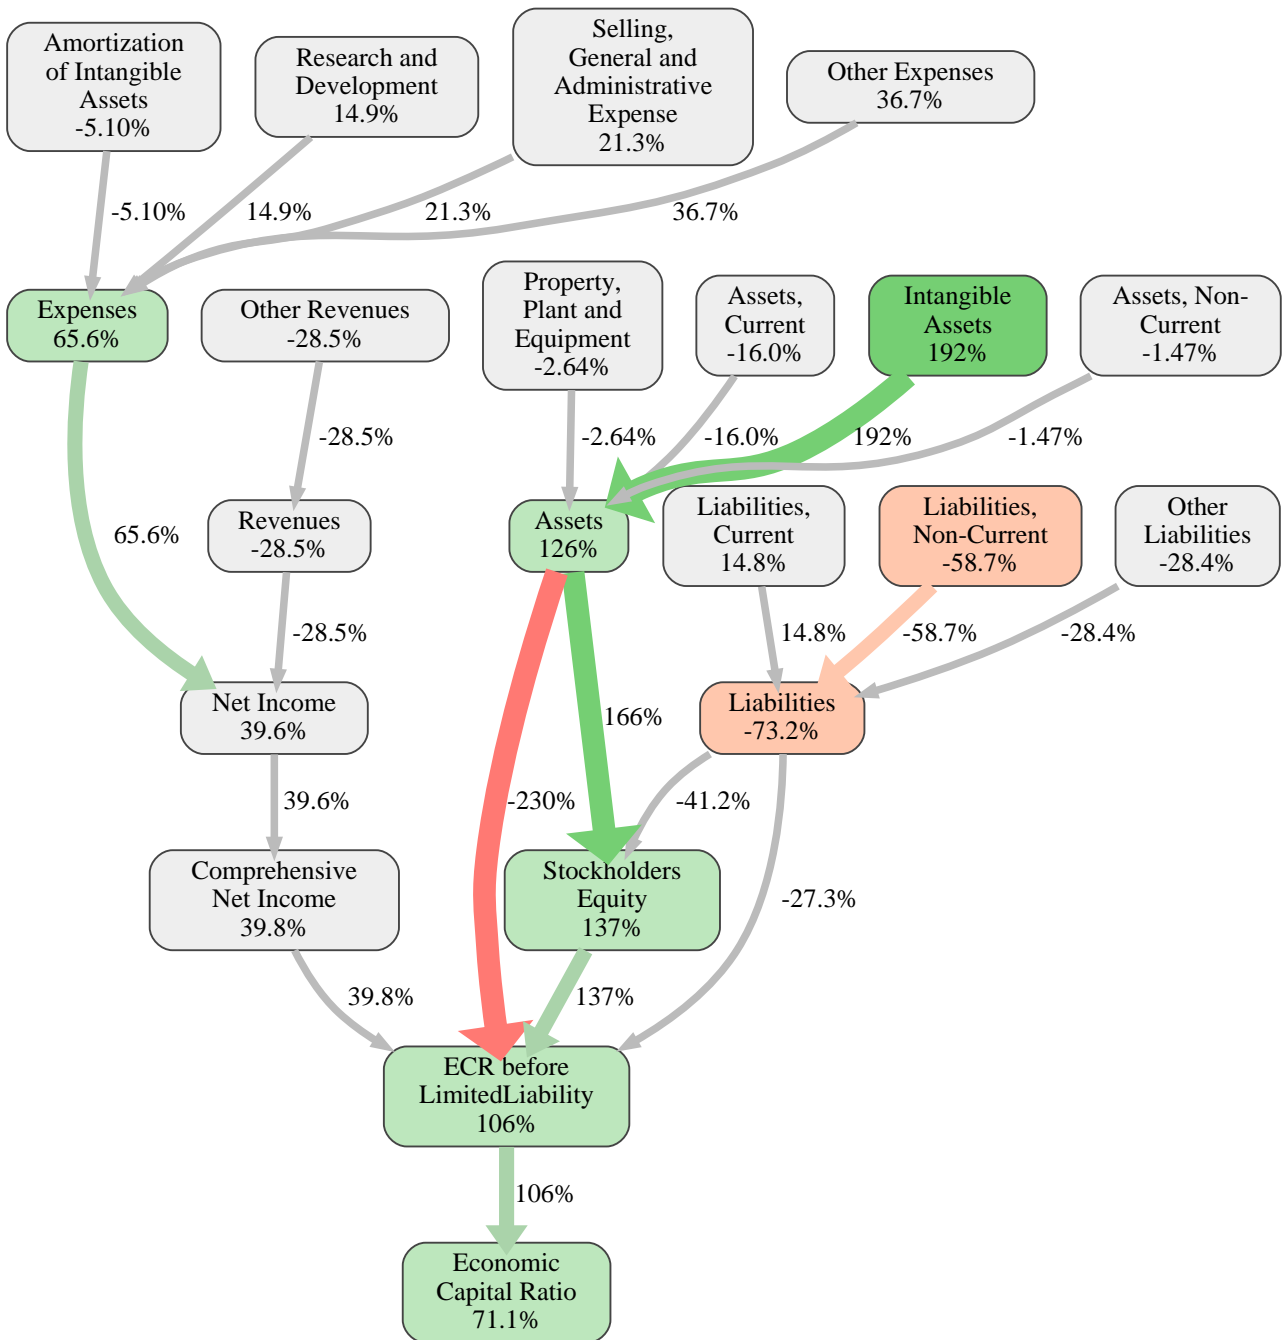 Amortization
of Intangible
Assets
-5.10%
Research and
Development
14.9%
Selling,
General and
Administrative
Expense
21.3%
Other Expenses
36.7%
-5.10%
14.9%
21.3%
36.7%
Expenses
65.6%
Other Revenues
-28.5%
Property,
Plant and
Equipment
-2.64%
Assets,
Current
-16.0%
Intangible
Assets
192%
Assets, Non-
Current
-1.47%
-28.5%
-2.64%
-16.0%
192%
-1.47%
65.6%
Revenues
-28.5%
Assets
126%
Liabilities,
Current
14.8%
Liabilities,
Non-Current
-58.7%
Other
Liabilities
-28.4%
-28.5%
14.8%
-58.7%
-28.4%
Net Income
39.6%
166%
Liabilities
-73.2%
39.6%
-230%
-41.2%
Comprehensive
Net Income
39.8%
Stockholders
Equity
137%
-27.3%
39.8%
137%
ECR before
LimitedLiability
106%
106%
Economic
Capital Ratio
71.1%